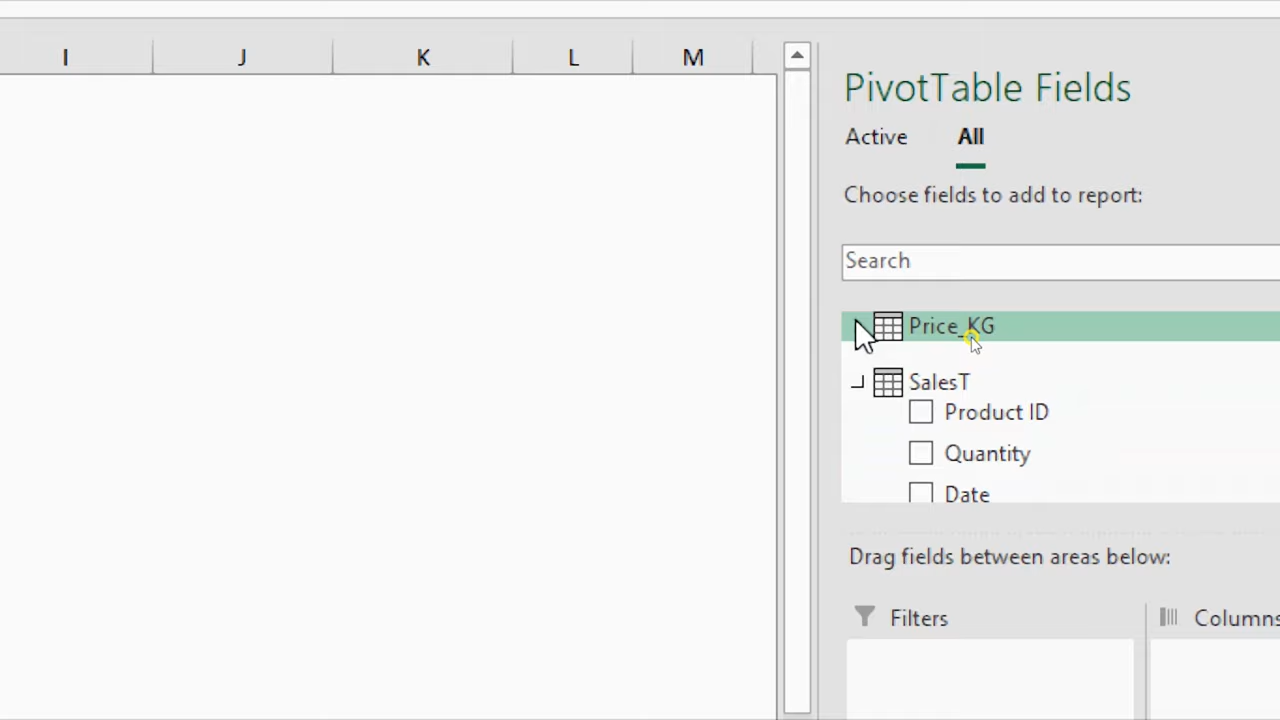 I J K L M
PivotTable Fields
Active All
Choose fields to add to report:
Search
Price_KG
SalesT
Product ID
Quantity
Date
Drag fields between areas below:
Filters Columns